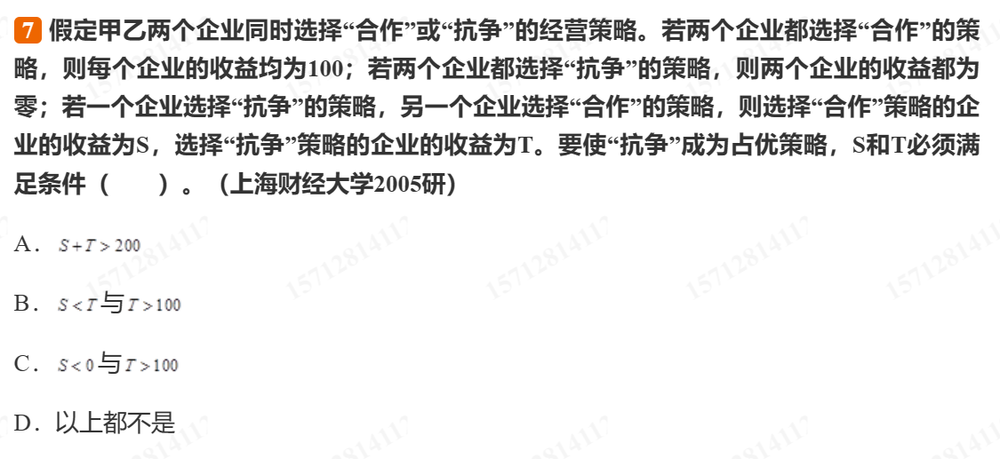 7 假定甲乙两个企业同时选择“合作”或“抗争”的经营策略。若两个企业都选择“合作”的策
略，则每个企业的收益均为100；若两个企业都选择“抗争”的策略，则两个企业的收益都为
零；若一个企业选择“抗争”的策略，另一个企业选择“合作”的策略，则选择“合作”策略的企
业的收益为S，选择“抗争”策略的企业的收益为T。要使“抗争”成为占优策略，S和T必须满
足条件（　　）。（上海财经大学2005研）
A． S+T>200
B． S<T与T>100
C． S<0与T>100
D．以上都不是